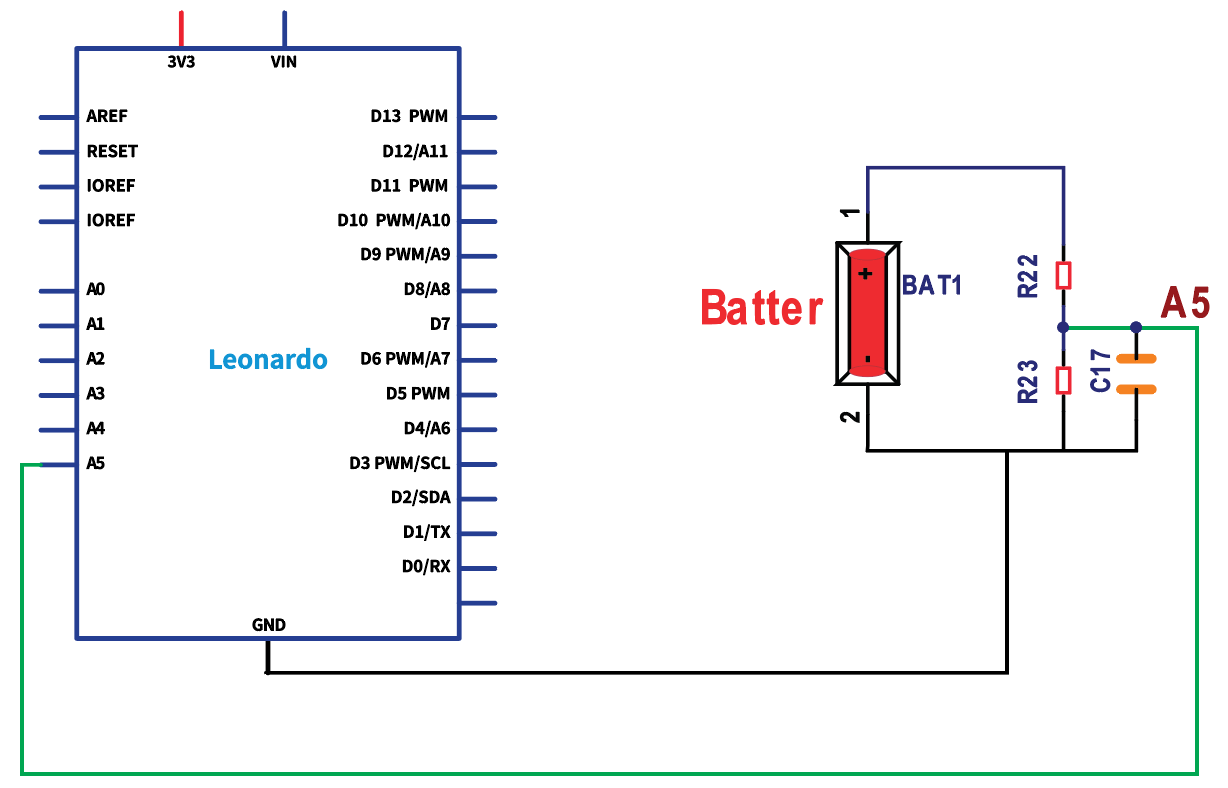 3V3
VIN
AREF
RESET
IOREF
IOREF
A0
A1
A2
A3
A4
A5
D13 PWM
D12/A11
D11 PWM
D10 PWM/A10
D9 PWM/A9
D8/A8
D7
D6 PWM/A7
D5 PWM
D4/A6
D3 PWM/SCL
D2/SDA
D1/TX
D0/RX
Leonardo
GND
Batter
1
+
-
2
BAT1
R22
R23
C17
A5